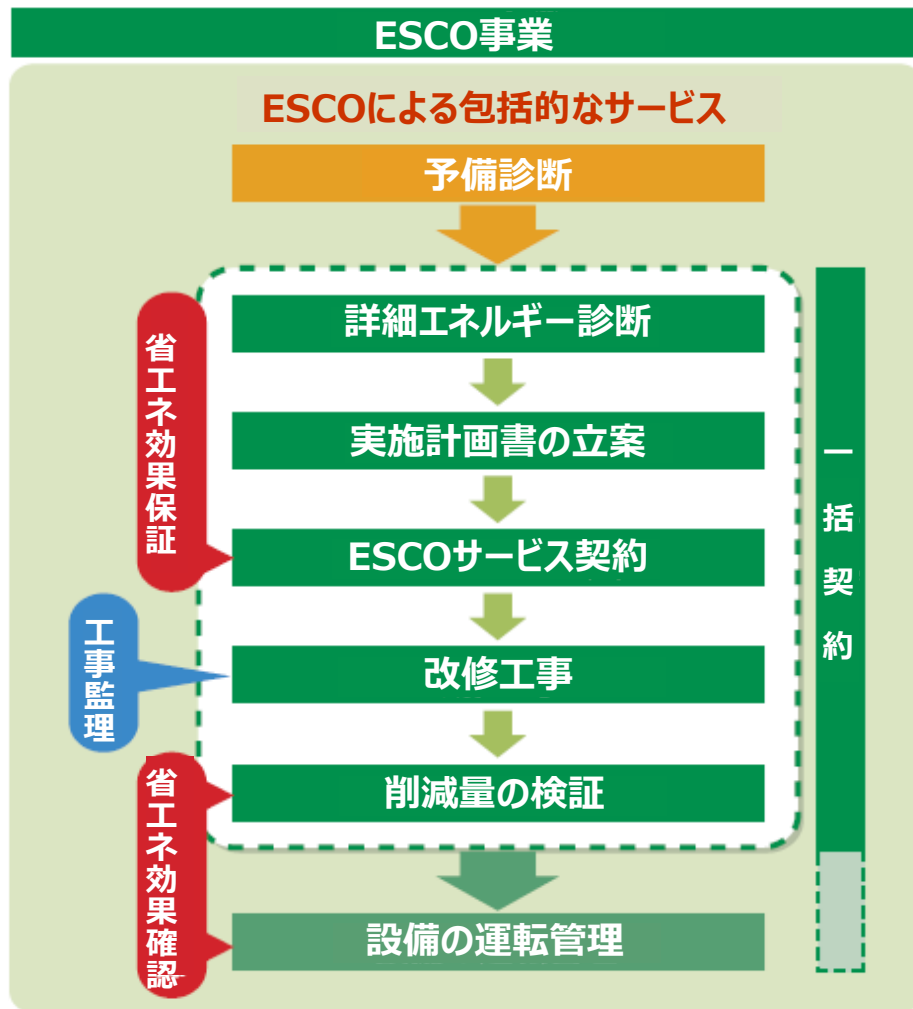 ESCO事業
ESCOによる包括的なサービス
予備診断
詳細エネルギー診断
実施計画書の立案
ESCOサービス契約
改修工事
削減量の検証
設備の運転管理
省エネ効果保証
工事監理
省エネ効果確認
一括契約